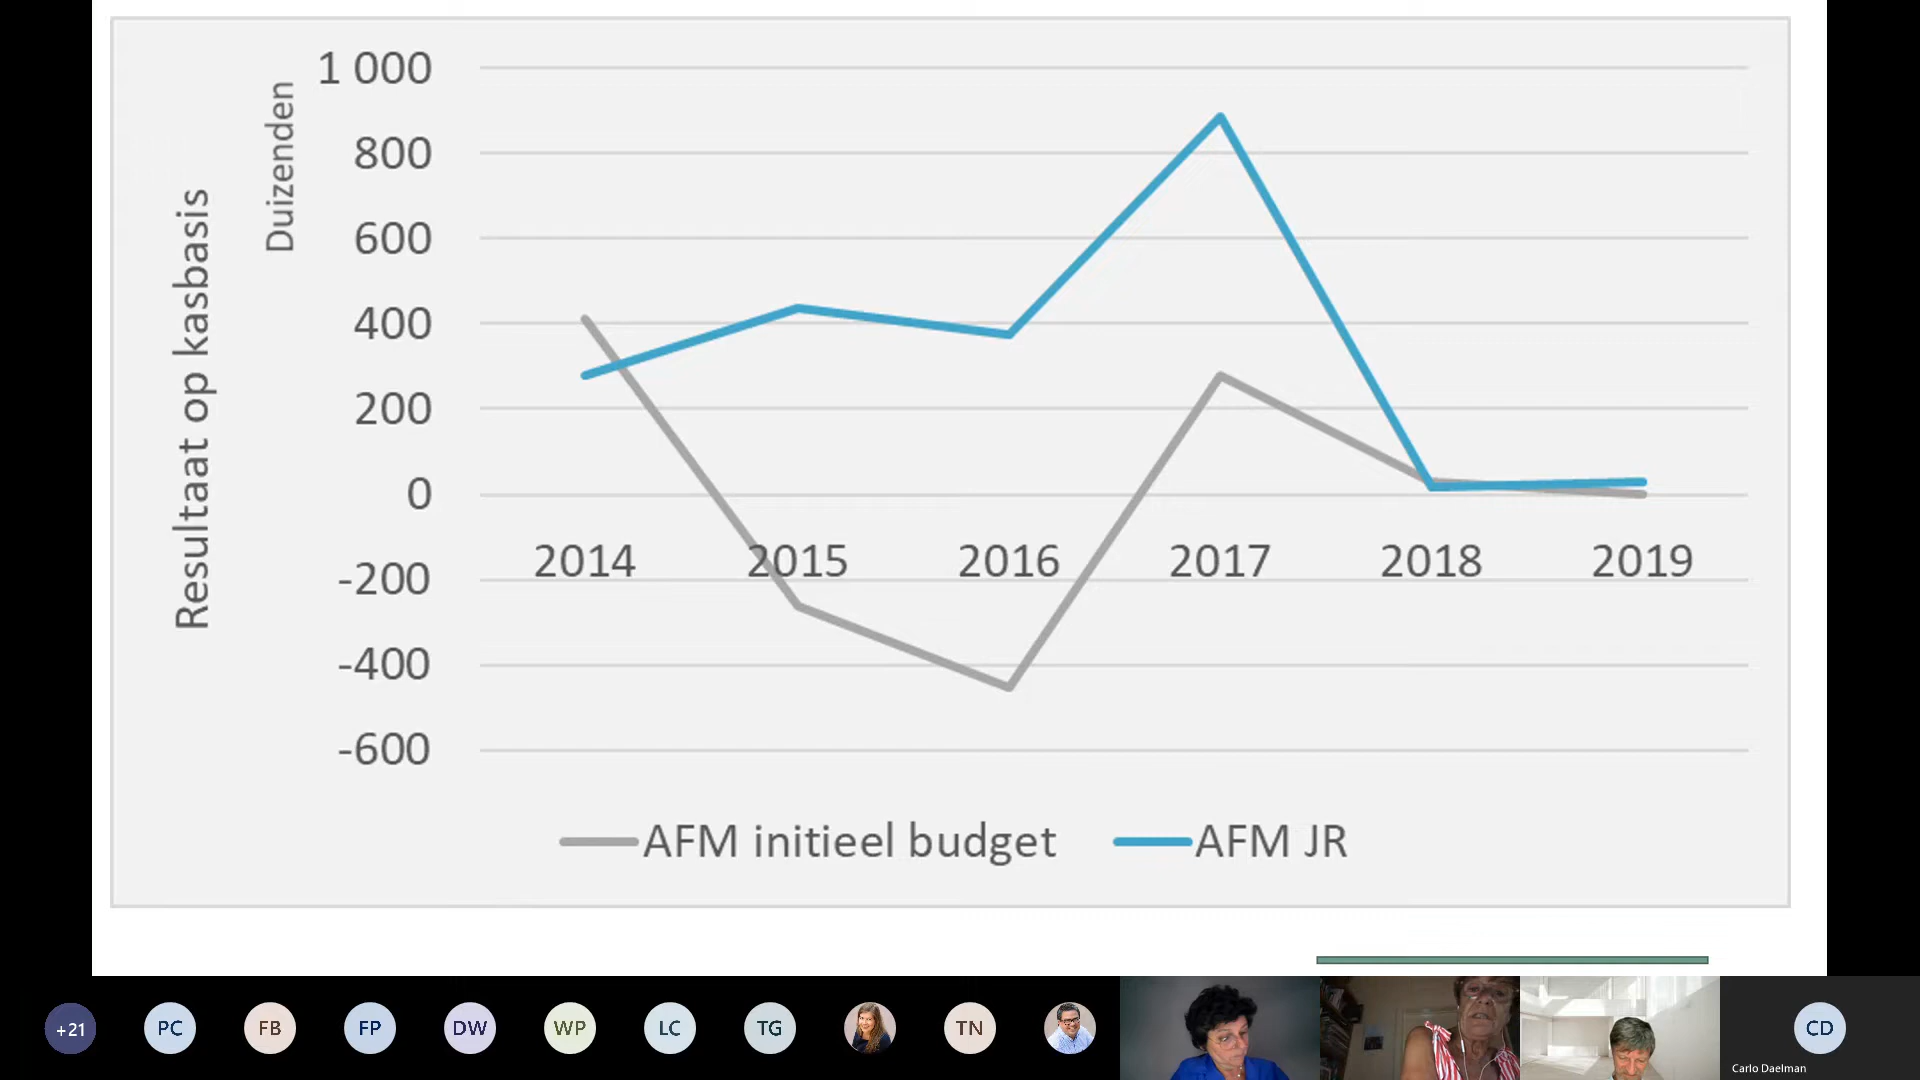 Resultaat op kasbasis
Duizenden
1 000
800
600
400
200
0
-200
-400
-600
2014 2015 2016 2017 2018 2019
AFM initieel budget AFM JR
+21 PC FB FP DW WP LC TG TN CD
Carlo Daelman